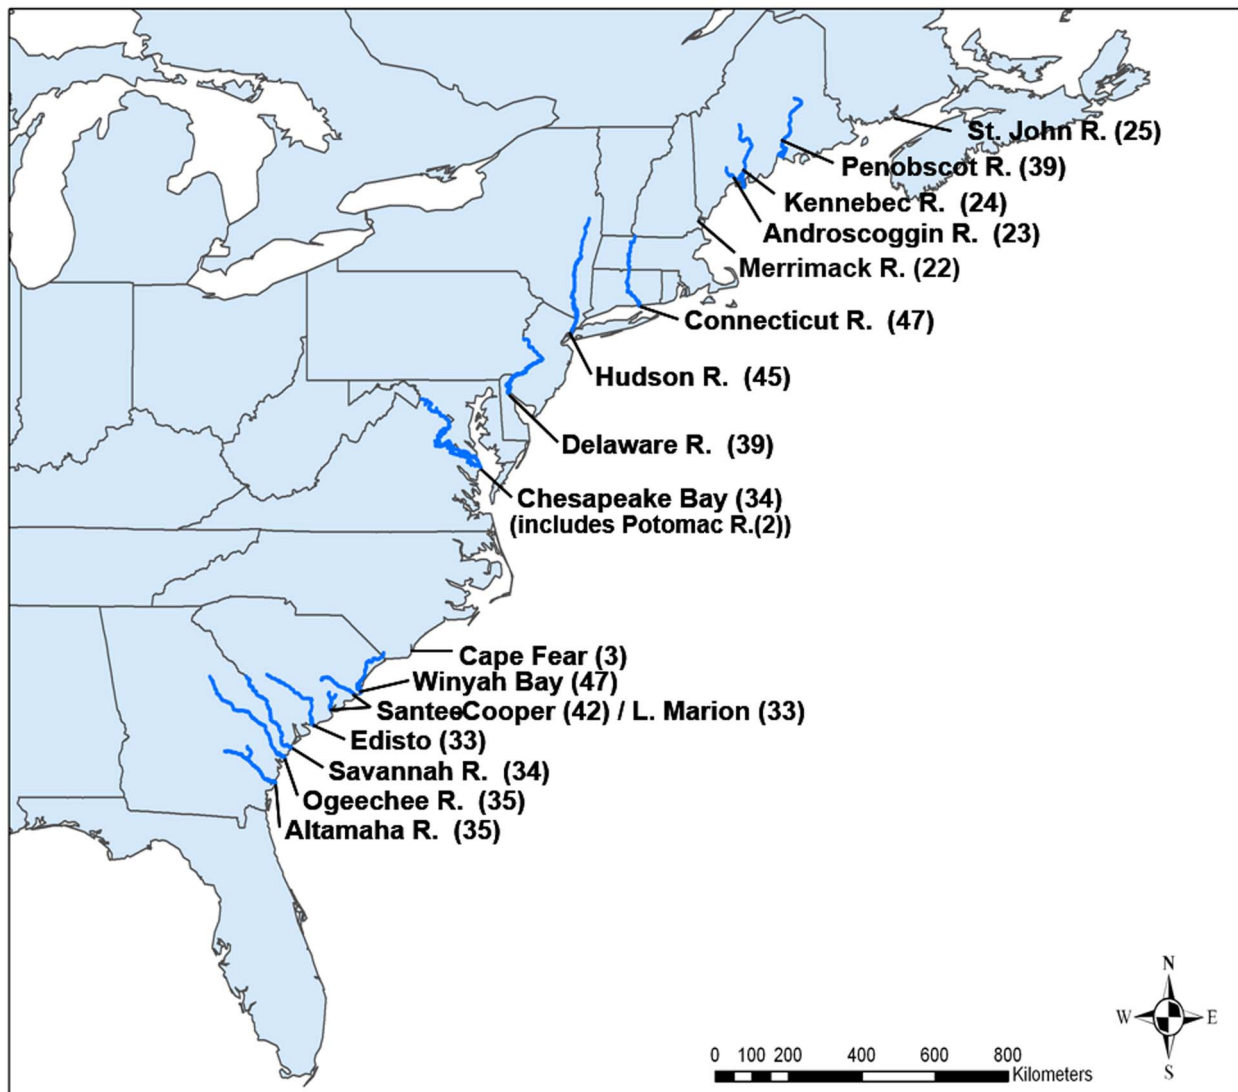 St. John R. (25)
Penobscot R. (39)
Kennebec R. (24)
Androscoggin R. (23)
Merrimack R. (22)
Connecticut R. (47)
Hudson R. (45)
Delaware R. (39)
Chesapeake Bay (34)
(includes Potomac R.(2))
Cape Fear (3)
Winyah Bay (47)
Santee-Cooper (42) / L. Marion (33)
Edisto (33)
Savannah R. (34)
Ogeechee R. (35)
Altamaha R. (35)
N
W E
S
0 100 200 400 600 800
Kilometers